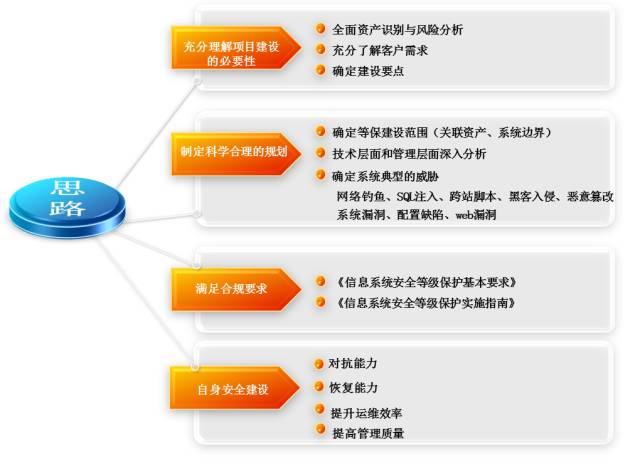 思
路
充分理解项目建设
的必要性
全面资产识别与风险分析
充分了解客户需求
确定建设要点
制定科学合理的规划
确定等保建设范围（关联资产、系统边界）
技术层面和管理层面深入分析
确定系统典型的威胁
网络钓鱼、SQL注入、跨站脚本、黑客入侵、恶意篡改
系统漏洞、配置缺陷、web漏洞
满足合规要求
《信息系统安全等级保护基本要求》
《信息系统安全等级保护实施指南》
自身安全建设
对抗能力
恢复能力
提升运维效率
提高管理质量